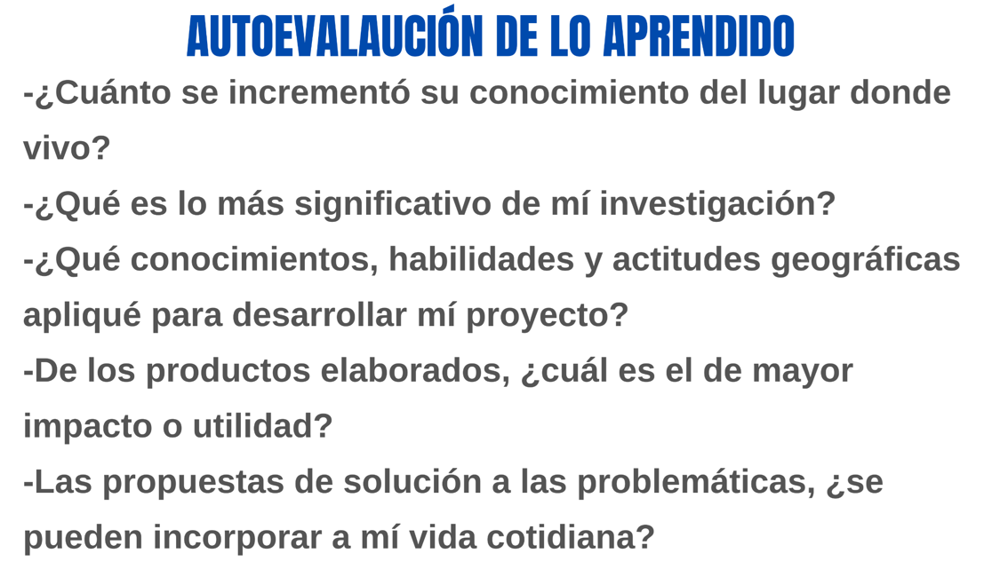 AUTOEVALAUCIÓN DE LO APRENDIDO
-¿Cuánto se incrementó su conocimiento del lugar donde
vivo?
-¿Qué es lo más significativo de mí investigación?
-¿Qué conocimientos, habilidades y actitudes geográficas
apliqué para desarrollar mí proyecto?
-De los productos elaborados, ¿cuál es el de mayor
impacto o utilidad?
-Las propuestas de solución a las problemáticas, ¿se
pueden incorporar a mí vida cotidiana?